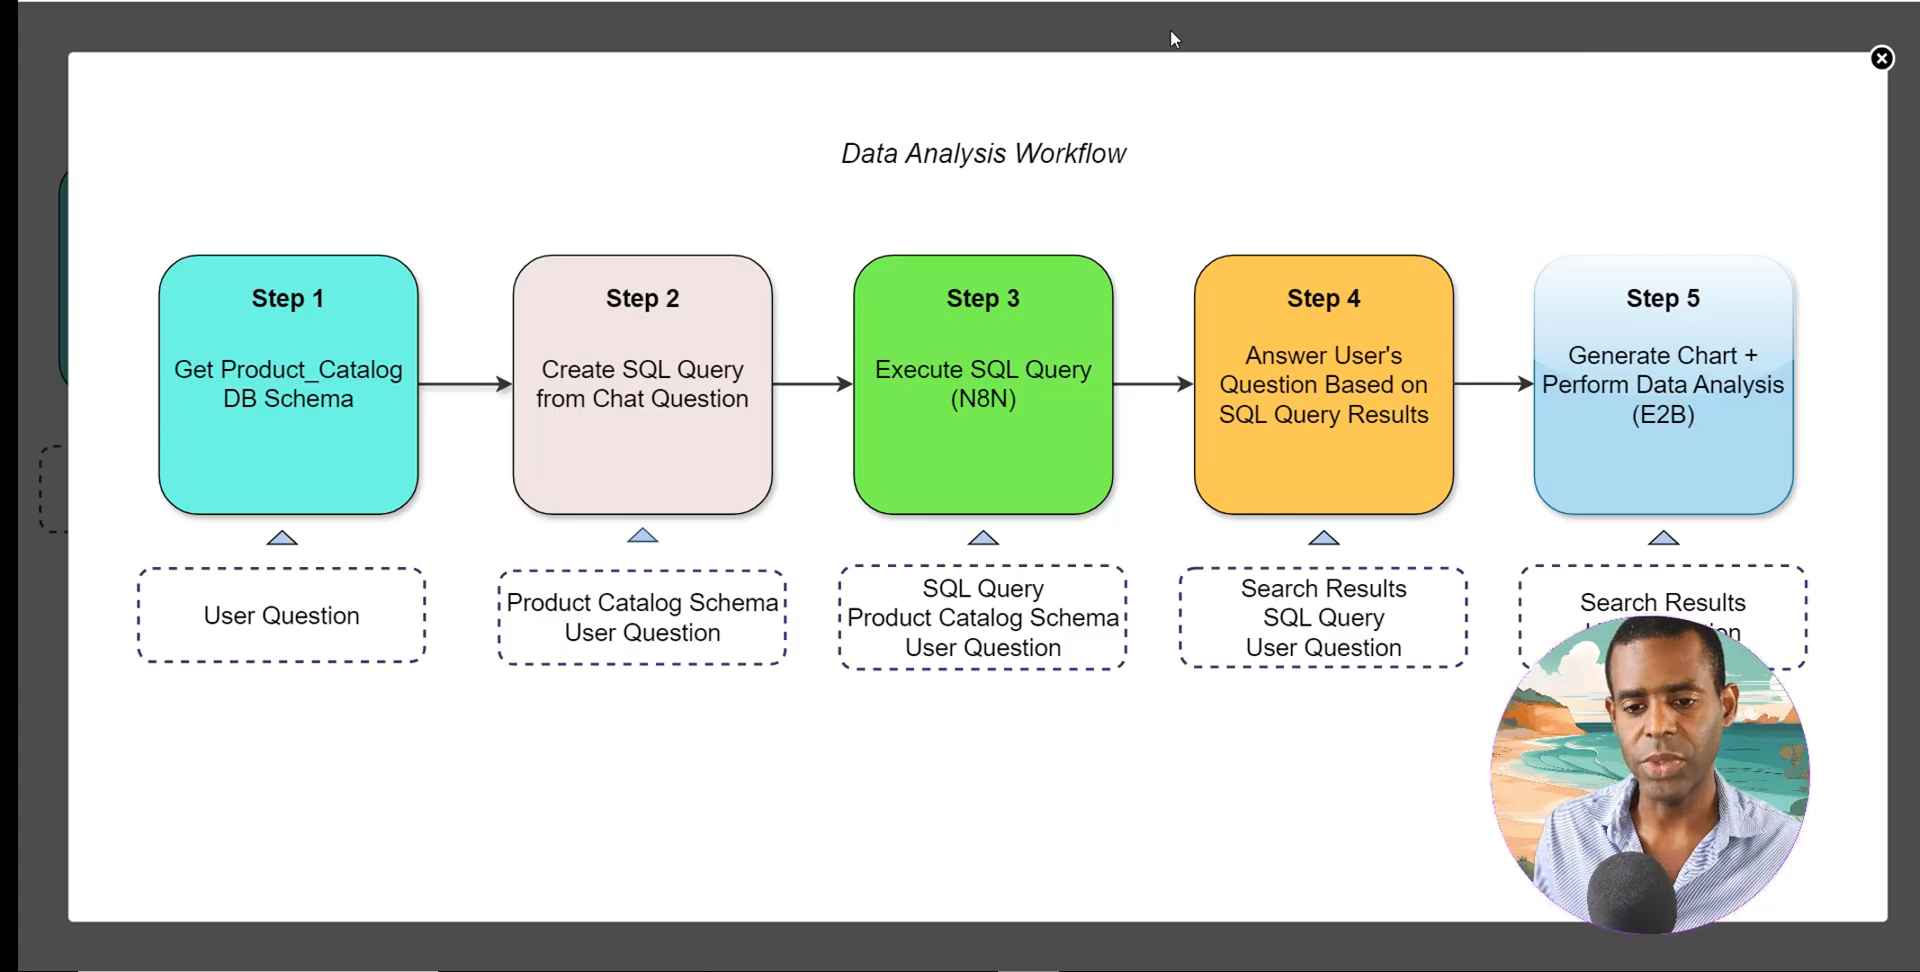 Data Analysis Workflow
Step 1
Get Product_Catalog
DB Schema
Step 2
Create SQL Query
from Chat Question
Step 3
Execute SQL Query
(N8N)
Step 4
Answer User's
Question Based on
SQL Query Results
Step 5
Generate Chart +
Perform Data Analysis
(E2B)
User Question
Product Catalog Schema
User Question
SQL Query
Product Catalog Schema
User Question
Search Results
SQL Query
User Question
Search Results